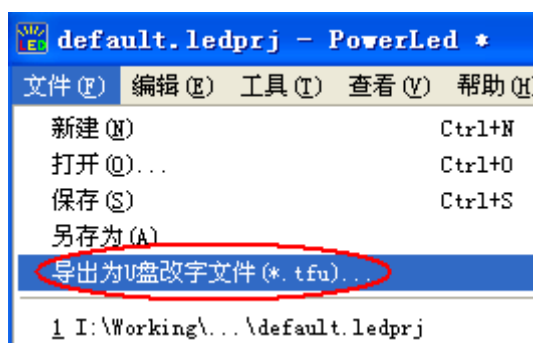 default.ledprj - PowerLed *
文件(F) 编辑(E) 工具(T) 查看(V) 帮助(H)
新建(N) Ctrl+N
打开(O)... Ctrl+O
保存(S) Ctrl+S
另存为(A)
导出为U盘改字文件(*.tfu)...
1 I:\Working\...\default.ledprj